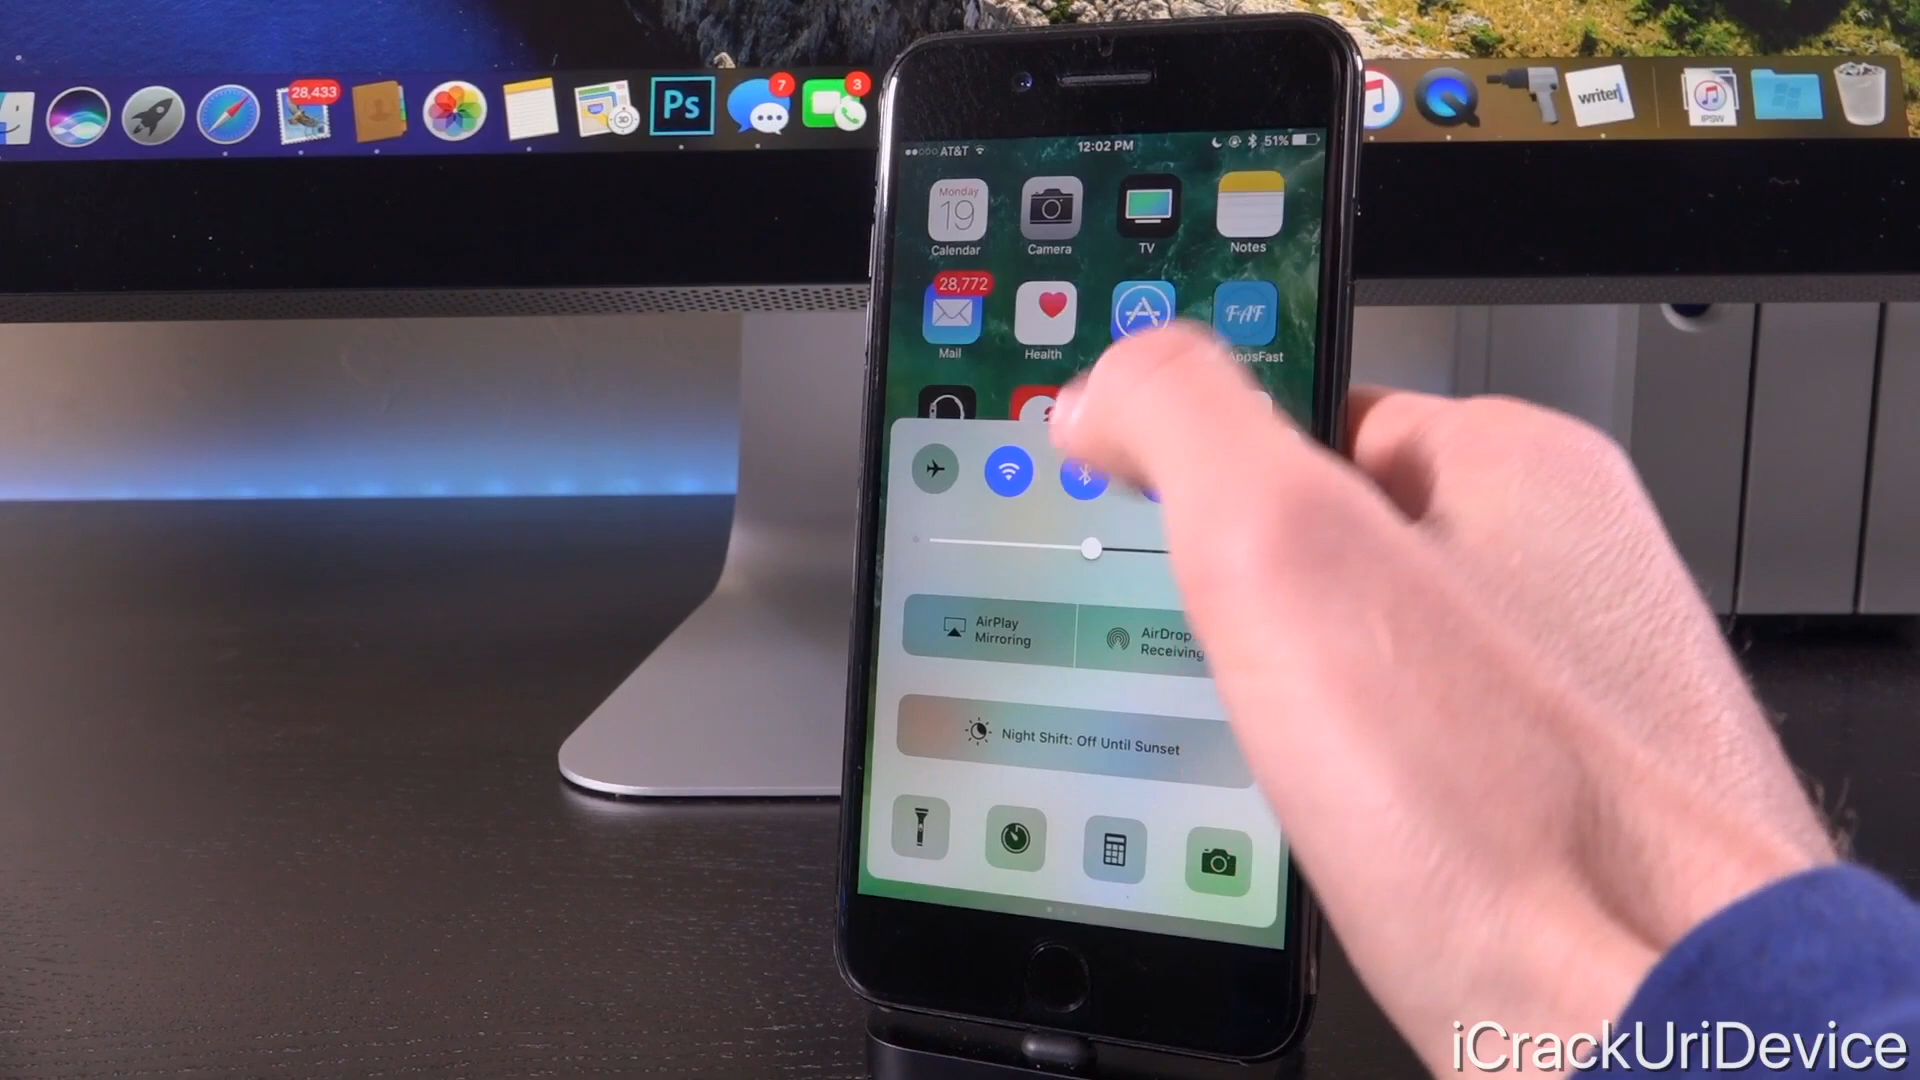 28,433
Ps
7
3
writer
IPSW
AT&T
12:02 PM
51%
Monday
19
Calendar
Camera
TV
Notes
28,772
Mail
Health
FAF
AppsFast
AirPlay
Mirroring
AirDrop
Receiving
Night Shift: Off Until Sunset
iCrackUriDevice